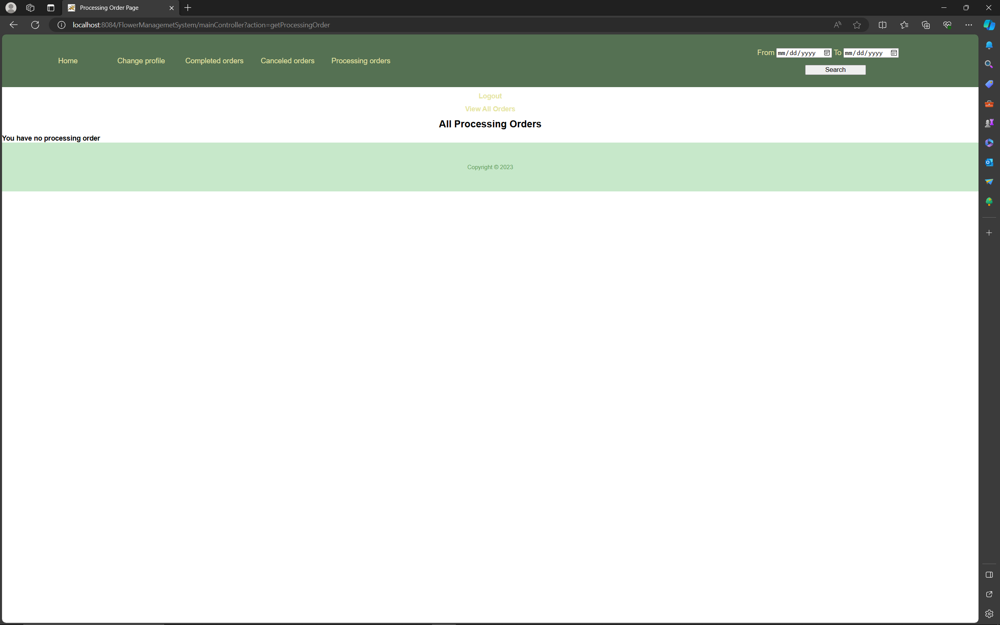 Processing Order Page
localhost:8084/FlowerManagemetSystem/mainController?action=getProcessingOrder
Home Change profile Completed orders Canceled orders Processing orders
From mm/dd/yyyy To mm/dd/yyyy
Search
Logout
View All Orders
All Processing Orders
You have no processing order
Copyright © 2023